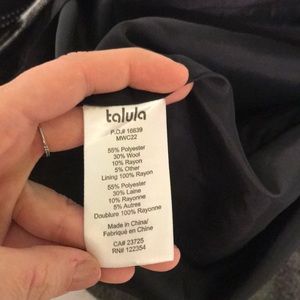 talula
P.O.# 16639
MWC22
55% Polyester
30% Wool
10% Rayon
5% Other
Lining 100% Rayon
55% Polyester
30% Laine
10% Rayonne
5% Autres
Doublure 100% Rayonne
Made in China/
Fabriqué en Chine
CA# 23725
RN# 122354